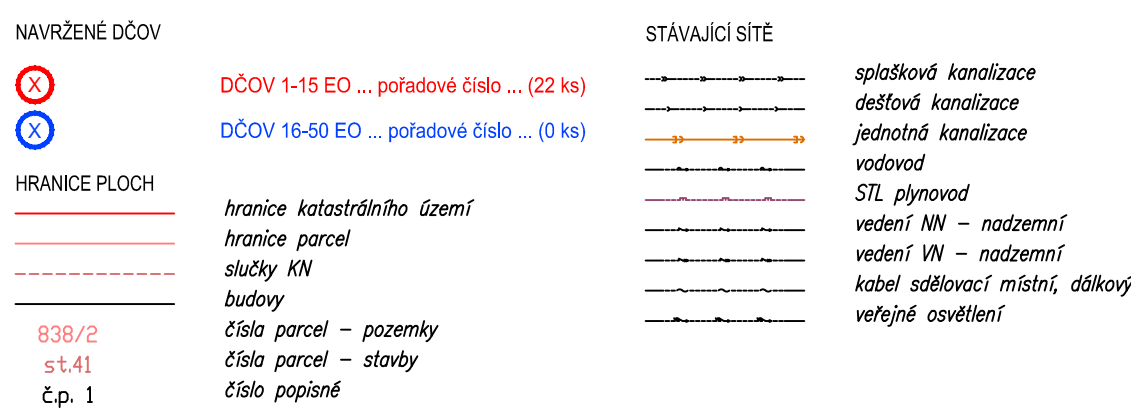 NAVRŽENÉ DČOV
X DČOV 1-15 EO ... pořadové číslo ... (22 ks)
X DČOV 16-50 EO ... pořadové číslo ... (0 ks)
HRANICE PLOCH
hranice katastrálního území
hranice parcel
slučky KN
budovy
838/2 čísla parcel – pozemky
st.41 čísla parcel – stavby
č.p. 1 číslo popisné
STÁVAJÍCÍ SÍTĚ
splašková kanalizace
dešťová kanalizace
jednotná kanalizace
vodovod
STL plynovod
vedení NN – nadzemní
vedení VN – nadzemní
kabel sdělovací místní, dálkový
veřejné osvětlení